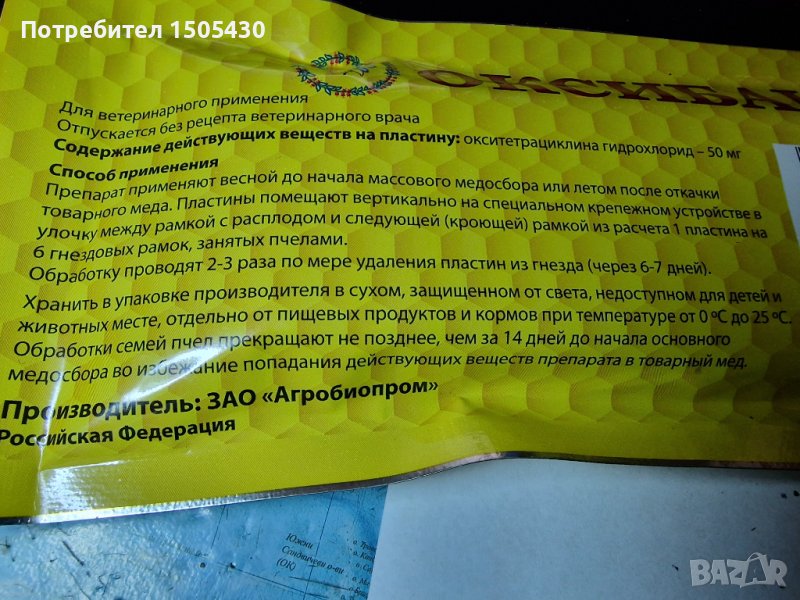 Потребител 1505430
ОКСИБАК
Для ветеринарного применения
Отпускается без рецепта ветеринарного врача
Содержание действующих веществ на пластину: окситетрациклина гидрохлорид – 50 мг
Способ применения
Препарат применяют весной до начала массового медосбора или летом после откачки
товарного меда. Пластины помещают вертикально на специальном крепежном устройстве в
улочку между рамкой с расплодом и следующей (кроющей) рамкой из расчета 1 пластина на
6 гнездовых рамок, занятых пчелами.
Обработку проводят 2-3 раза по мере удаления пластин из гнезда (через 6-7 дней).
Хранить в упаковке производителя в сухом, защищенном от света, недоступном для детей и
животных месте, отдельно от пищевых продуктов и кормов при температуре от 0 ºС до 25 ºС.
Обработки семей пчел прекращают не позднее, чем за 14 дней до начала основного
медосбора во избежание попадания действующих веществ препарата в товарный мед.
Производитель: ЗАО «Агробиопром»
Российская Федерация
Южни
Сандвичеви о-ви
(ОК)
BAZAR